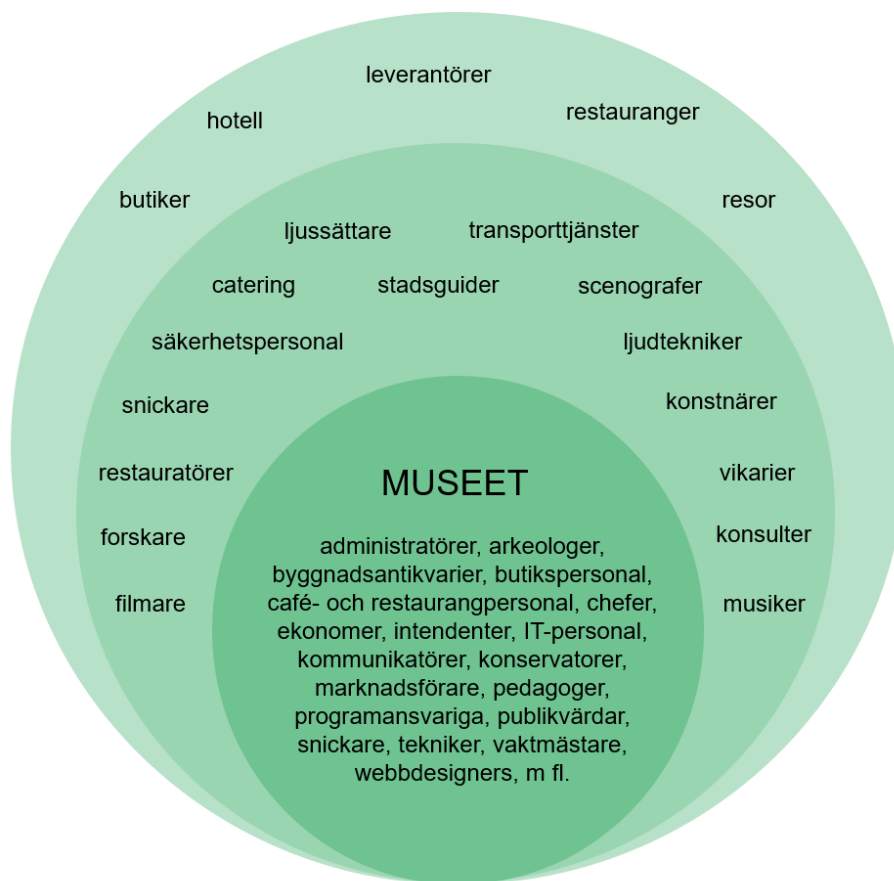 leverantörer
hotell
restauranger
butiker
resor
ljussättare
transporttjänster
catering
stadsguider
scenografer
säkerhetspersonal
ljudtekniker
snickare
konstnärer
restauratörer
vikarier
forskare
konsulter
filmare
musiker
MUSEET
administratörer, arkeologer,
byggnadsantikvarier, butikspersonal,
café- och restaurangpersonal, chefer,
ekonomer, intendenter, IT-personal,
kommunikatörer, konservatorer,
marknadsförare, pedagoger,
programansvariga, publikvärdar,
snickare, tekniker, vaktmästare,
webbdesigners, m fl.